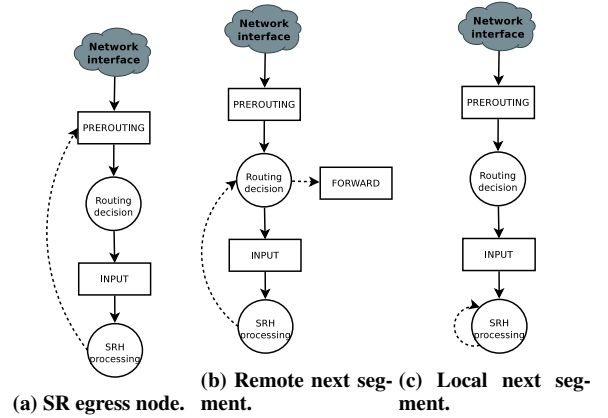 Network
interface
PREROUTING
Routing
decision
INPUT
SRH
processing
(a) SR egress node.
Network
interface
PREROUTING
Routing
decision
FORWARD
INPUT
SRH
processing
(b) Remote next seg-
ment.
Network
interface
PREROUTING
Routing
decision
INPUT
SRH
processing
(c) Local next seg-
ment.